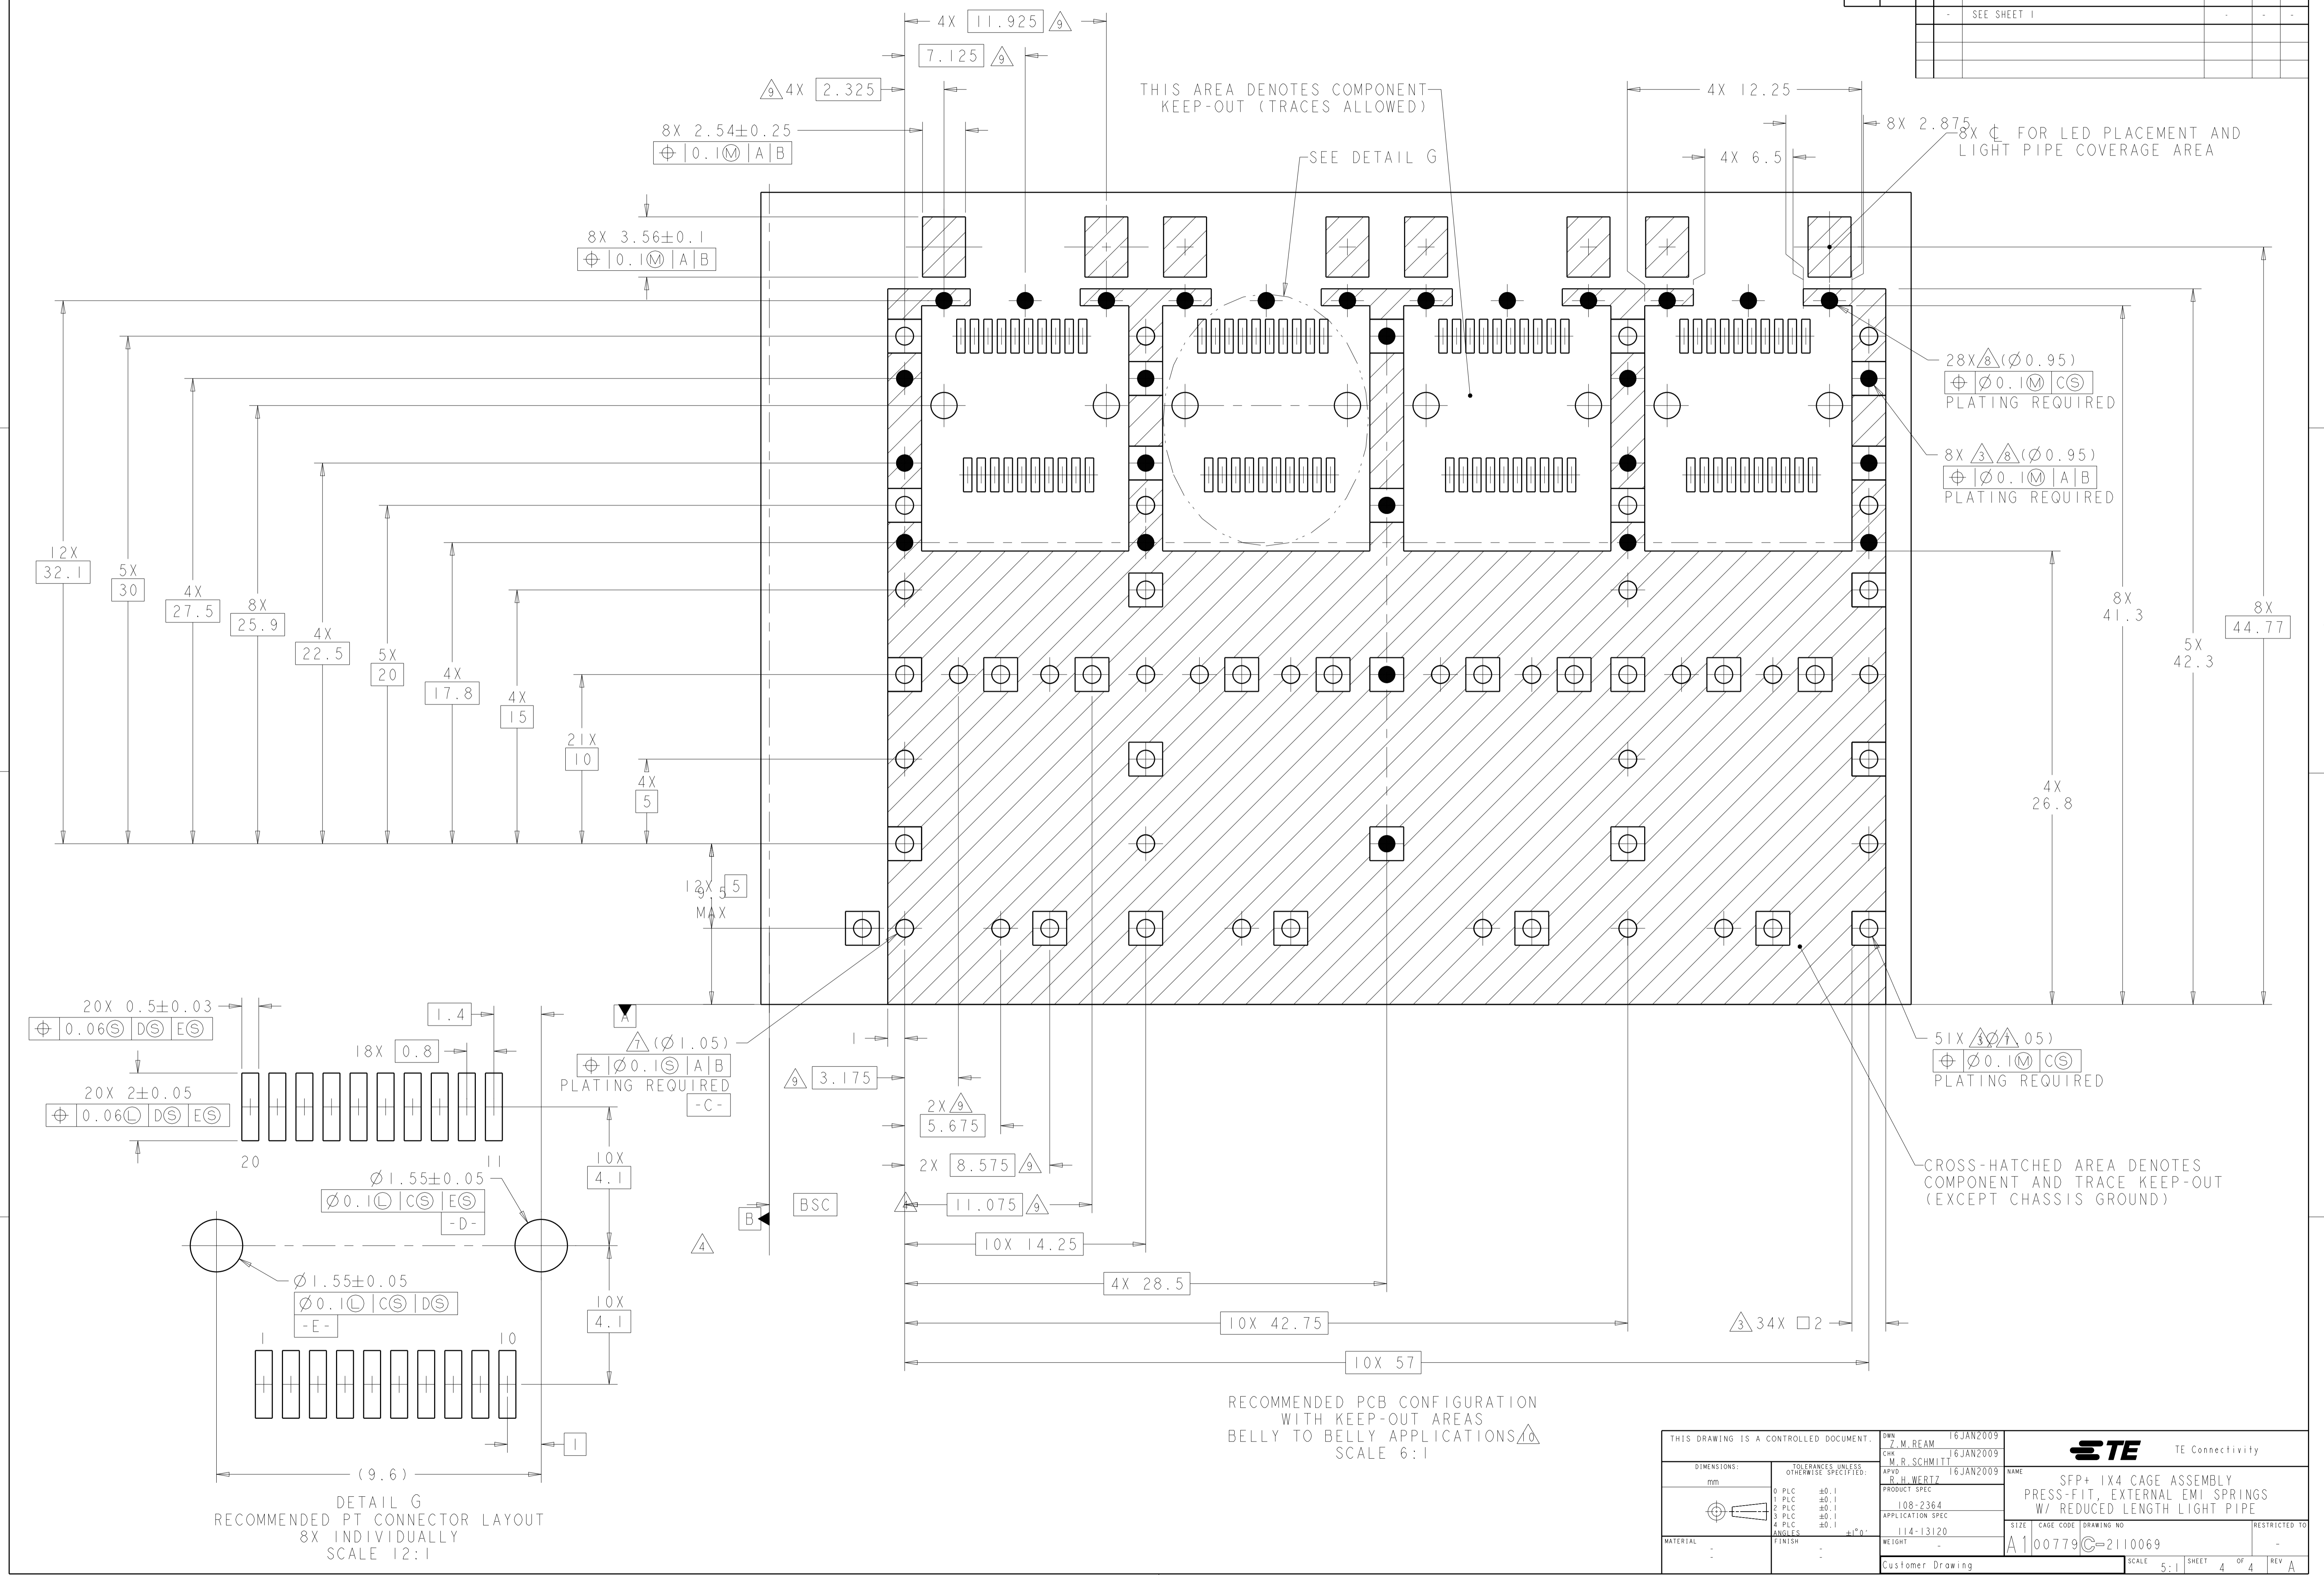 - SEE SHEET 1 - - -
4X 11.925 9
7.125 9
9 4X 2.325
8X 2.54±0.25
⌖ 0.1Ⓜ A B
8X 3.56±0.1
⌖ 0.1Ⓜ A B
THIS AREA DENOTES COMPONENT
KEEP-OUT (TRACES ALLOWED)
SEE DETAIL G
4X 12.25
8X 2.875
4X 6.5
8X ℄ FOR LED PLACEMENT AND
LIGHT PIPE COVERAGE AREA
28X 8 (Ø0.95)
⌖ Ø0.1Ⓜ CⓈ
PLATING REQUIRED
8X 3 8 (Ø0.95)
⌖ Ø0.1Ⓜ A B
PLATING REQUIRED
12X
32.1
5X
30
4X
27.5
8X
25.9
4X
22.5
5X
20
4X
17.8
4X
15
21X
10
4X
5
12X 5
9.5
MAX
4X
26.8
8X
41.3
5X
42.3
8X
44.77
A
7 (Ø1.05)
⌖ Ø0.1Ⓢ A B
PLATING REQUIRED
-C-
1
9 3.175
2X 9
5.675
2X 8.575 9
BSC 4 11.075 9
B
4
10X 14.25
4X 28.5
10X 42.75
10X 57
3 34X □2
51X 3 7 .05)
⌖ Ø0.1Ⓜ CⓈ
PLATING REQUIRED
CROSS-HATCHED AREA DENOTES
COMPONENT AND TRACE KEEP-OUT
(EXCEPT CHASSIS GROUND)
20X 0.5±0.03
⌖ 0.06Ⓢ DⓈ EⓈ
1.4
18X 0.8
20X 2±0.05
⌖ 0.06Ⓛ DⓈ EⓈ
20 11
Ø1.55±0.05
Ø0.1Ⓛ CⓈ EⓈ
-D-
10X
4.1
Ø1.55±0.05
Ø0.1Ⓛ CⓈ DⓈ
-E-
10X
4.1
1 10
1
(9.6)
DETAIL G
RECOMMENDED PT CONNECTOR LAYOUT
8X INDIVIDUALLY
SCALE 12:1
RECOMMENDED PCB CONFIGURATION
WITH KEEP-OUT AREAS
BELLY TO BELLY APPLICATIONS 10
SCALE 6:1
THIS DRAWING IS A CONTROLLED DOCUMENT.
DIMENSIONS:
mm
TOLERANCES UNLESS
OTHERWISE SPECIFIED:
0 PLC ±0.1
1 PLC ±0.1
2 PLC ±0.1
3 PLC ±0.1
4 PLC ±0.1
ANGLES ±1°0'
MATERIAL
-
-
FINISH
-
-
DWN 16JAN2009
Z.M.REAM
CHK 16JAN2009
M.R.SCHMITT
APVD 16JAN2009
R.H.WERTZ
PRODUCT SPEC
108-2364
APPLICATION SPEC
114-13120
WEIGHT -
Customer Drawing
TE TE Connectivity
NAME
SFP+ 1X4 CAGE ASSEMBLY
PRESS-FIT, EXTERNAL EMI SPRINGS
W/ REDUCED LENGTH LIGHT PIPE
SIZE CAGE CODE DRAWING NO RESTRICTED TO
A1 00779 C-2110069 -
SCALE 5:1 SHEET 4 OF 4 REV A